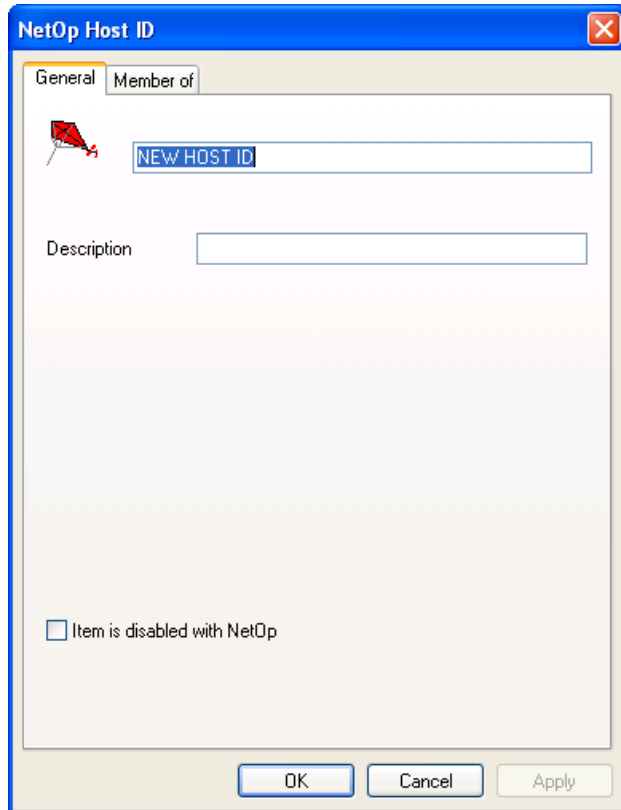 NetOp Host ID
General Member of
NEW HOST ID
Description
Item is disabled with NetOp
OK Cancel Apply